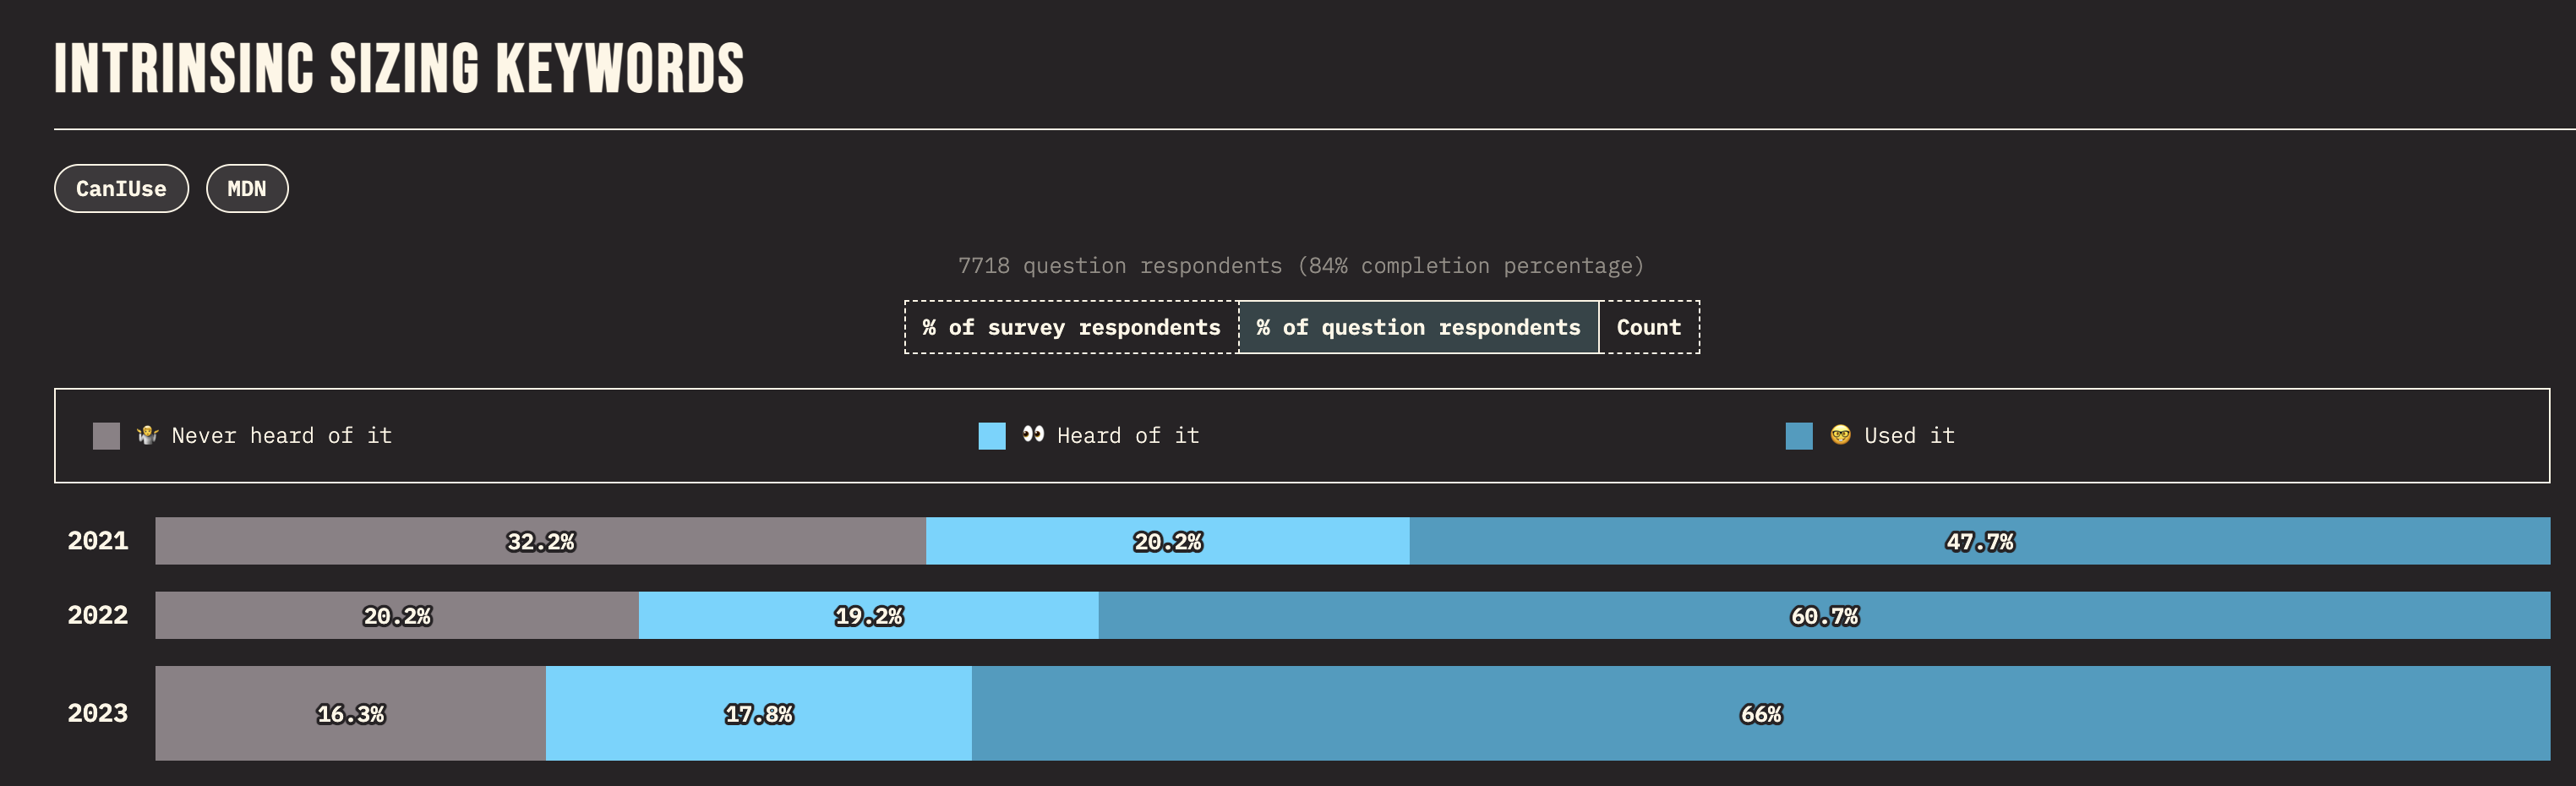 INTRINSINC SIZING KEYWORDS
CanIUse MDN
7718 question respondents (84% completion percentage)
% of survey respondents % of question respondents Count
Never heard of it Heard of it Used it
2021 32.2% 20.2% 47.7%
2022 20.2% 19.2% 60.7%
2023 16.3% 17.8% 66%